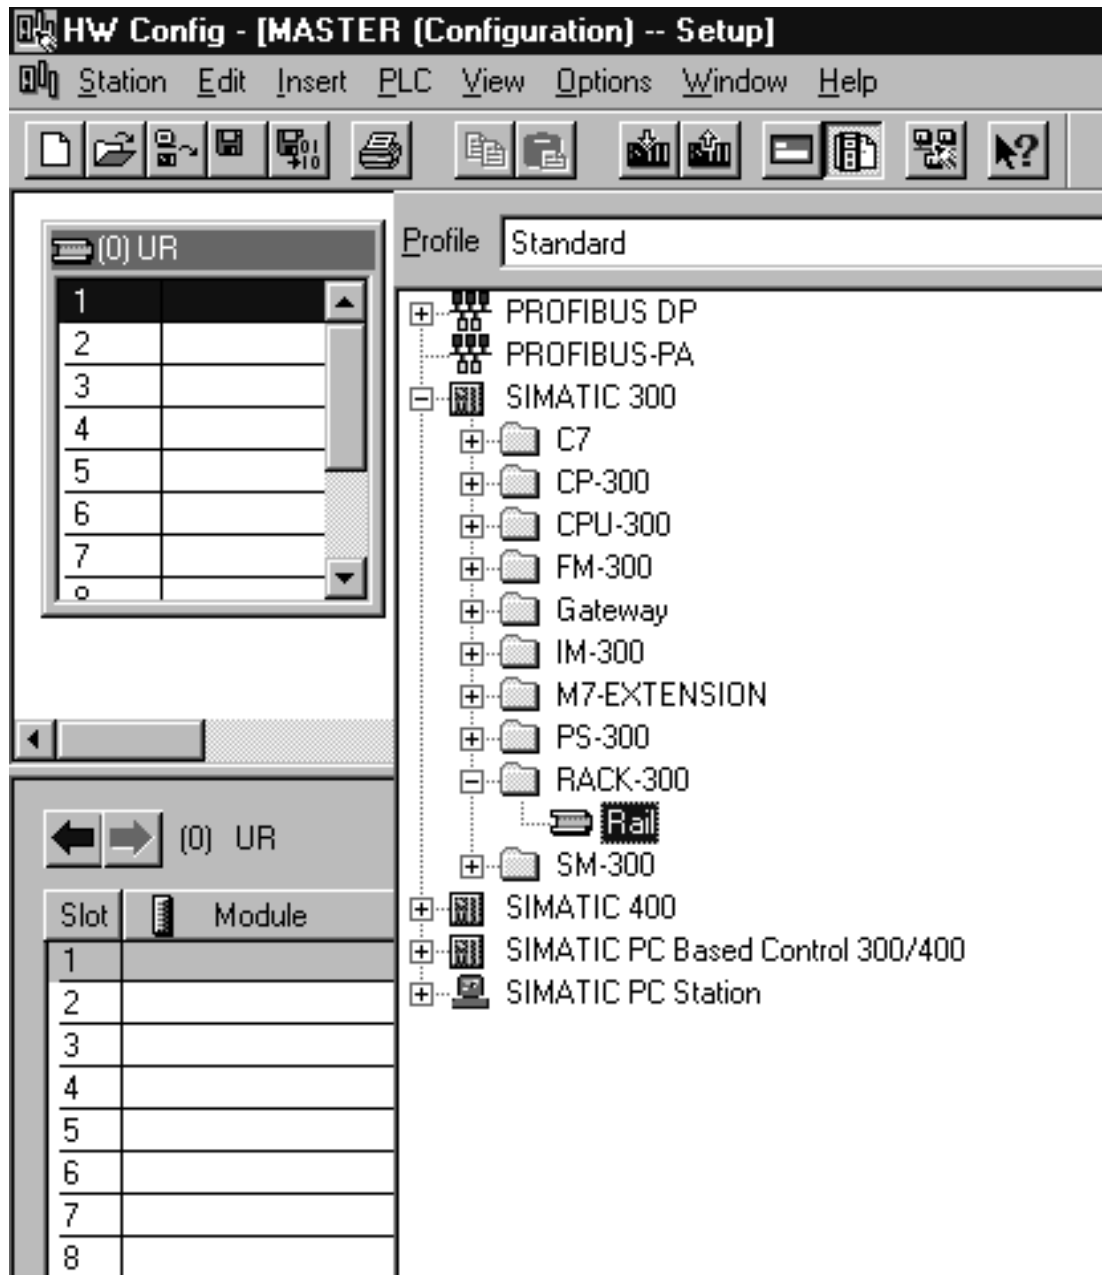 HW Config - [MASTER (Configuration) -- Setup]
Station Edit Insert PLC View Options Window Help
(0) UR
1
2
3
4
5
6
7
Profile Standard
PROFIBUS DP
PROFIBUS-PA
SIMATIC 300
C7
CP-300
CPU-300
FM-300
Gateway
IM-300
M7-EXTENSION
PS-300
RACK-300
Rail
SM-300
SIMATIC 400
SIMATIC PC Based Control 300/400
SIMATIC PC Station
(0) UR
Slot Module
1
2
3
4
5
6
7
8